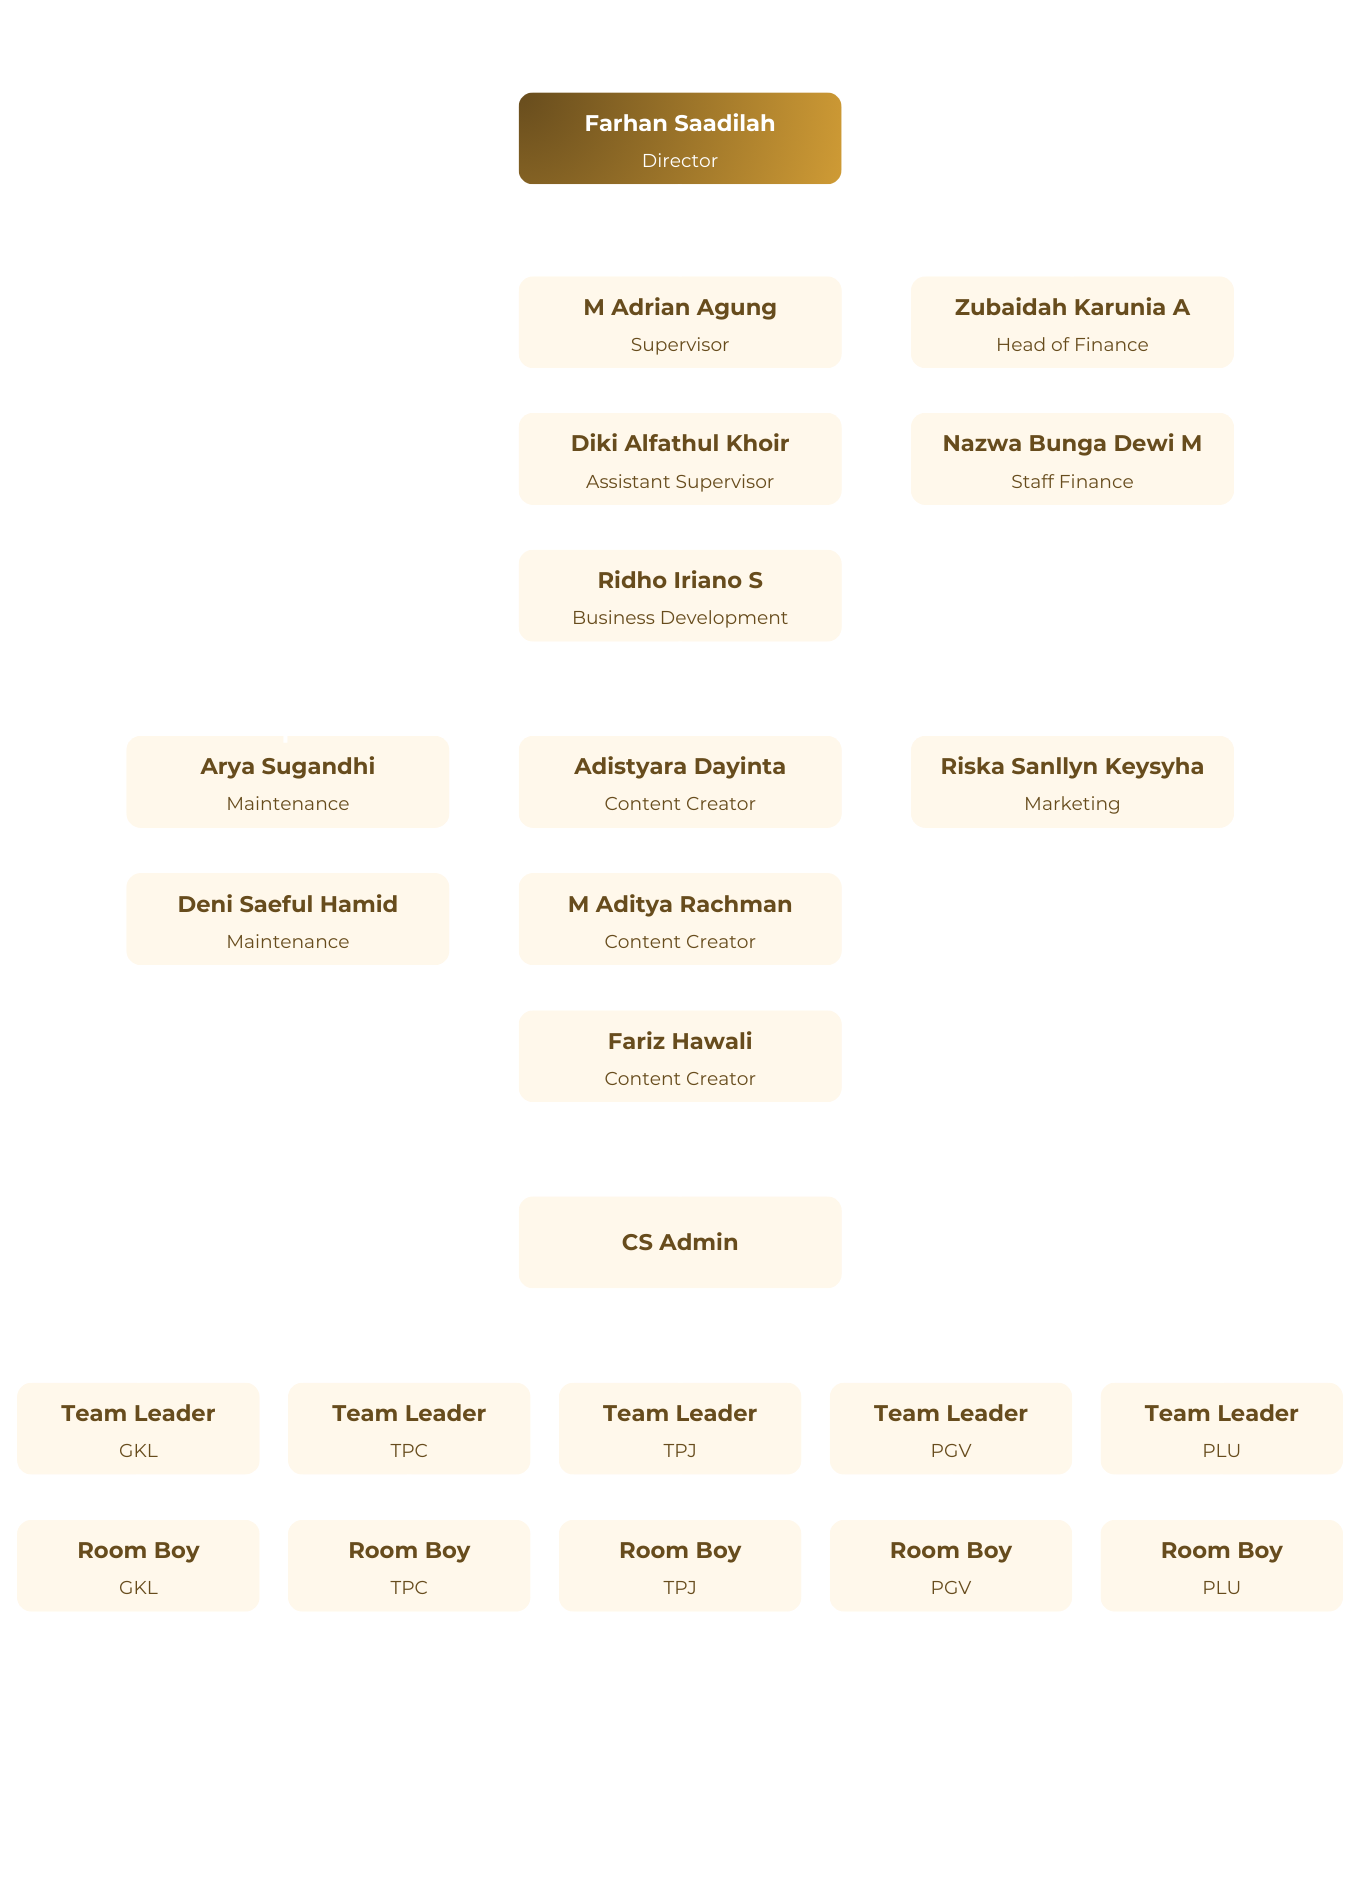 Farhan Saadilah
Director
M Adrian Agung
Supervisor
Zubaidah Karunia A
Head of Finance
Diki Alfathul Khoir
Assistant Supervisor
Nazwa Bunga Dewi M
Staff Finance
Ridho Iriano S
Business Development
Arya Sugandhi
Maintenance
Adistyara Dayinta
Content Creator
Riska Sanllyn Keysyha
Marketing
Deni Saeful Hamid
Maintenance
M Aditya Rachman
Content Creator
Fariz Hawali
Content Creator
CS Admin
Team Leader
GKL
Team Leader
TPC
Team Leader
TPJ
Team Leader
PGV
Team Leader
PLU
Room Boy
GKL
Room Boy
TPC
Room Boy
TPJ
Room Boy
PGV
Room Boy
PLU